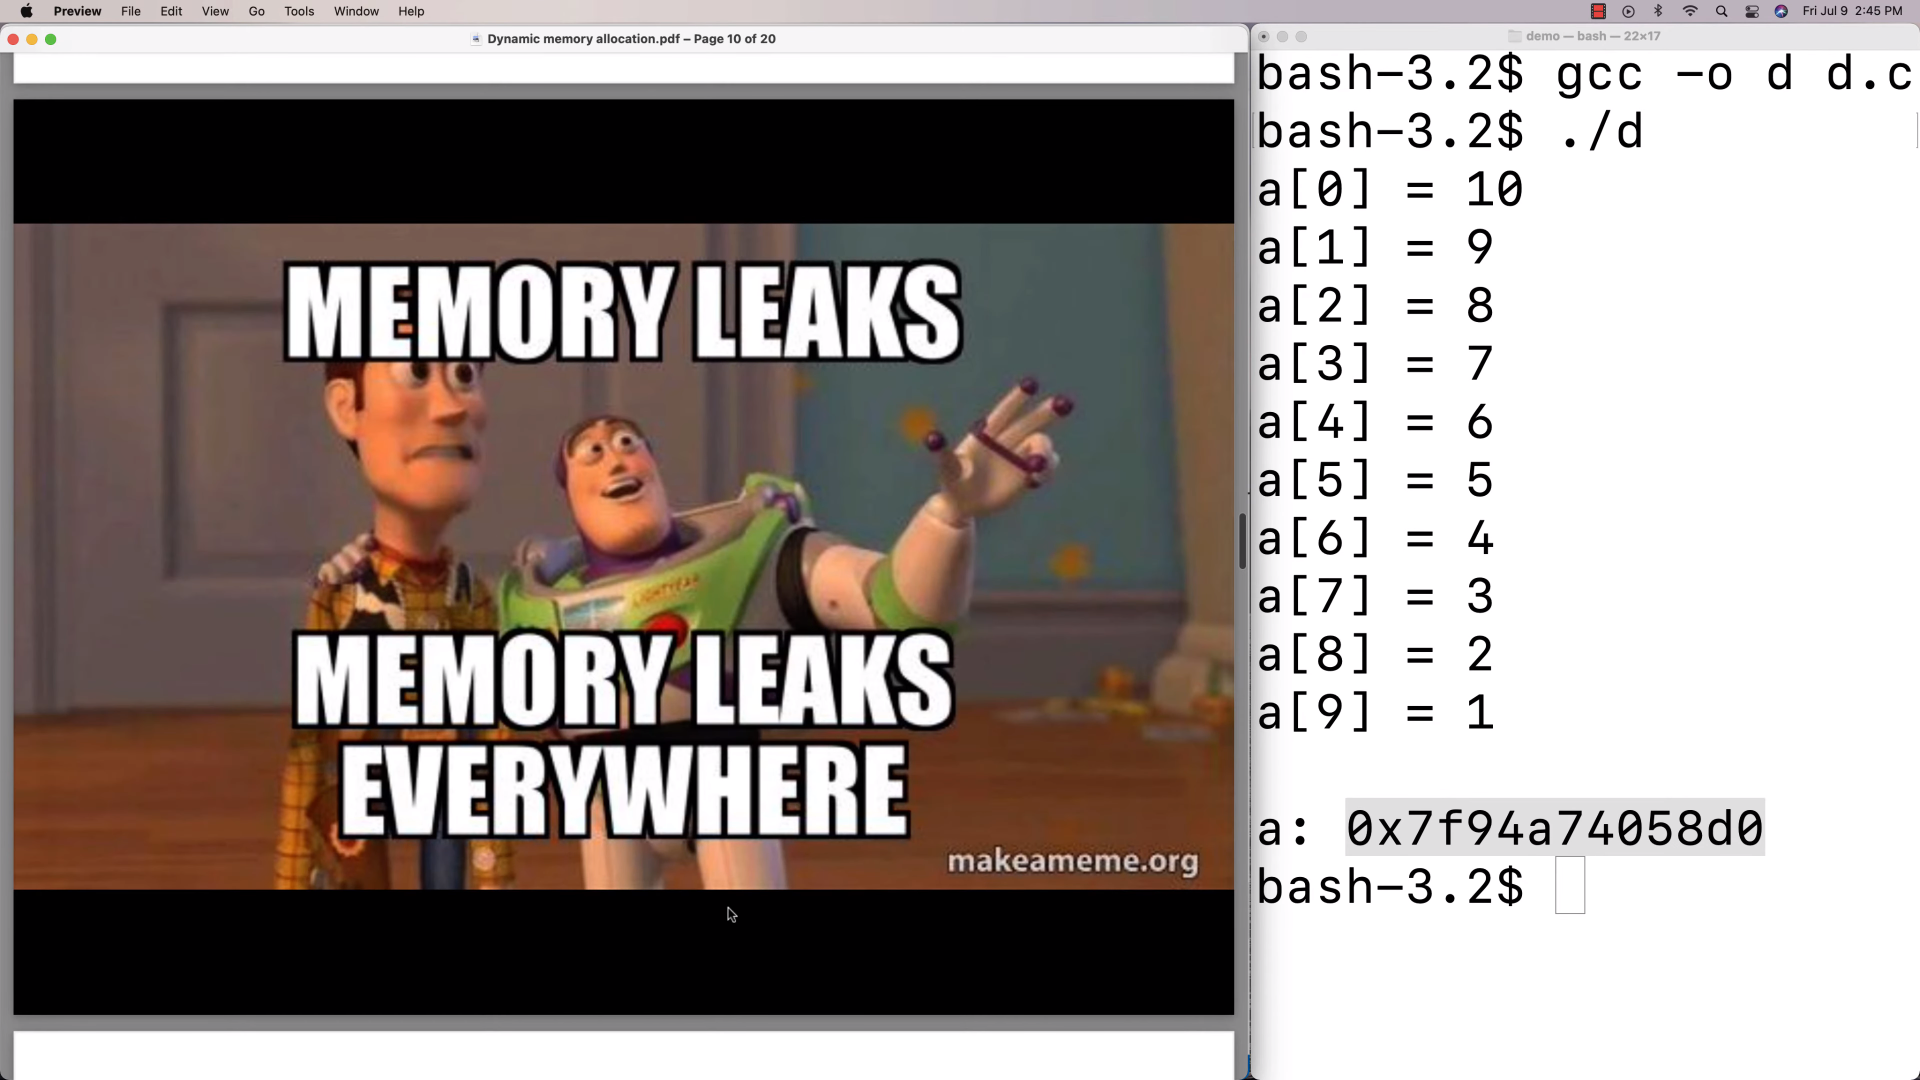 Preview File Edit View Go Tools Window Help
Fri Jul 9 2:45 PM
Dynamic memory allocation.pdf – Page 10 of 20
MEMORY LEAKS
LIGHTYEAR
MEMORY LEAKS
EVERYWHERE
makeameme.org
demo — bash — 22×17
bash-3.2$ gcc -o d d.c
bash-3.2$ ./d
a[0] = 10
a[1] = 9
a[2] = 8
a[3] = 7
a[4] = 6
a[5] = 5
a[6] = 4
a[7] = 3
a[8] = 2
a[9] = 1
a: 0x7f94a74058d0
bash-3.2$